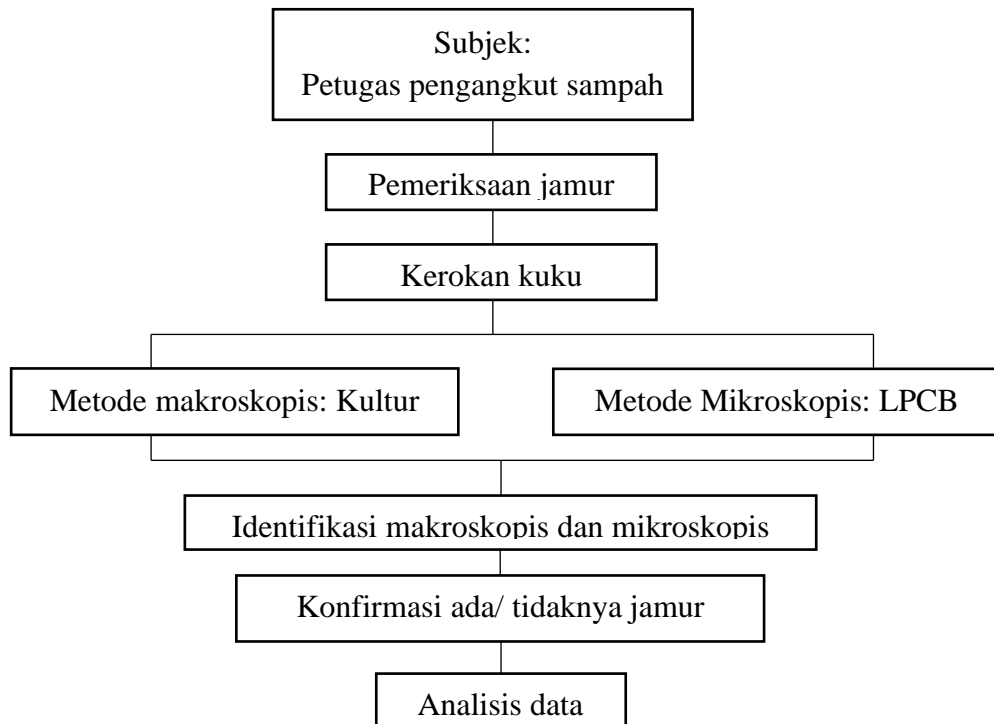 Subjek:
Petugas pengangkut sampah
Pemeriksaan jamur
Kerokan kuku
Metode makroskopis: Kultur
Metode Mikroskopis: LPCB
Identifikasi makroskopis dan mikroskopis
Konfirmasi ada/ tidaknya jamur
Analisis data